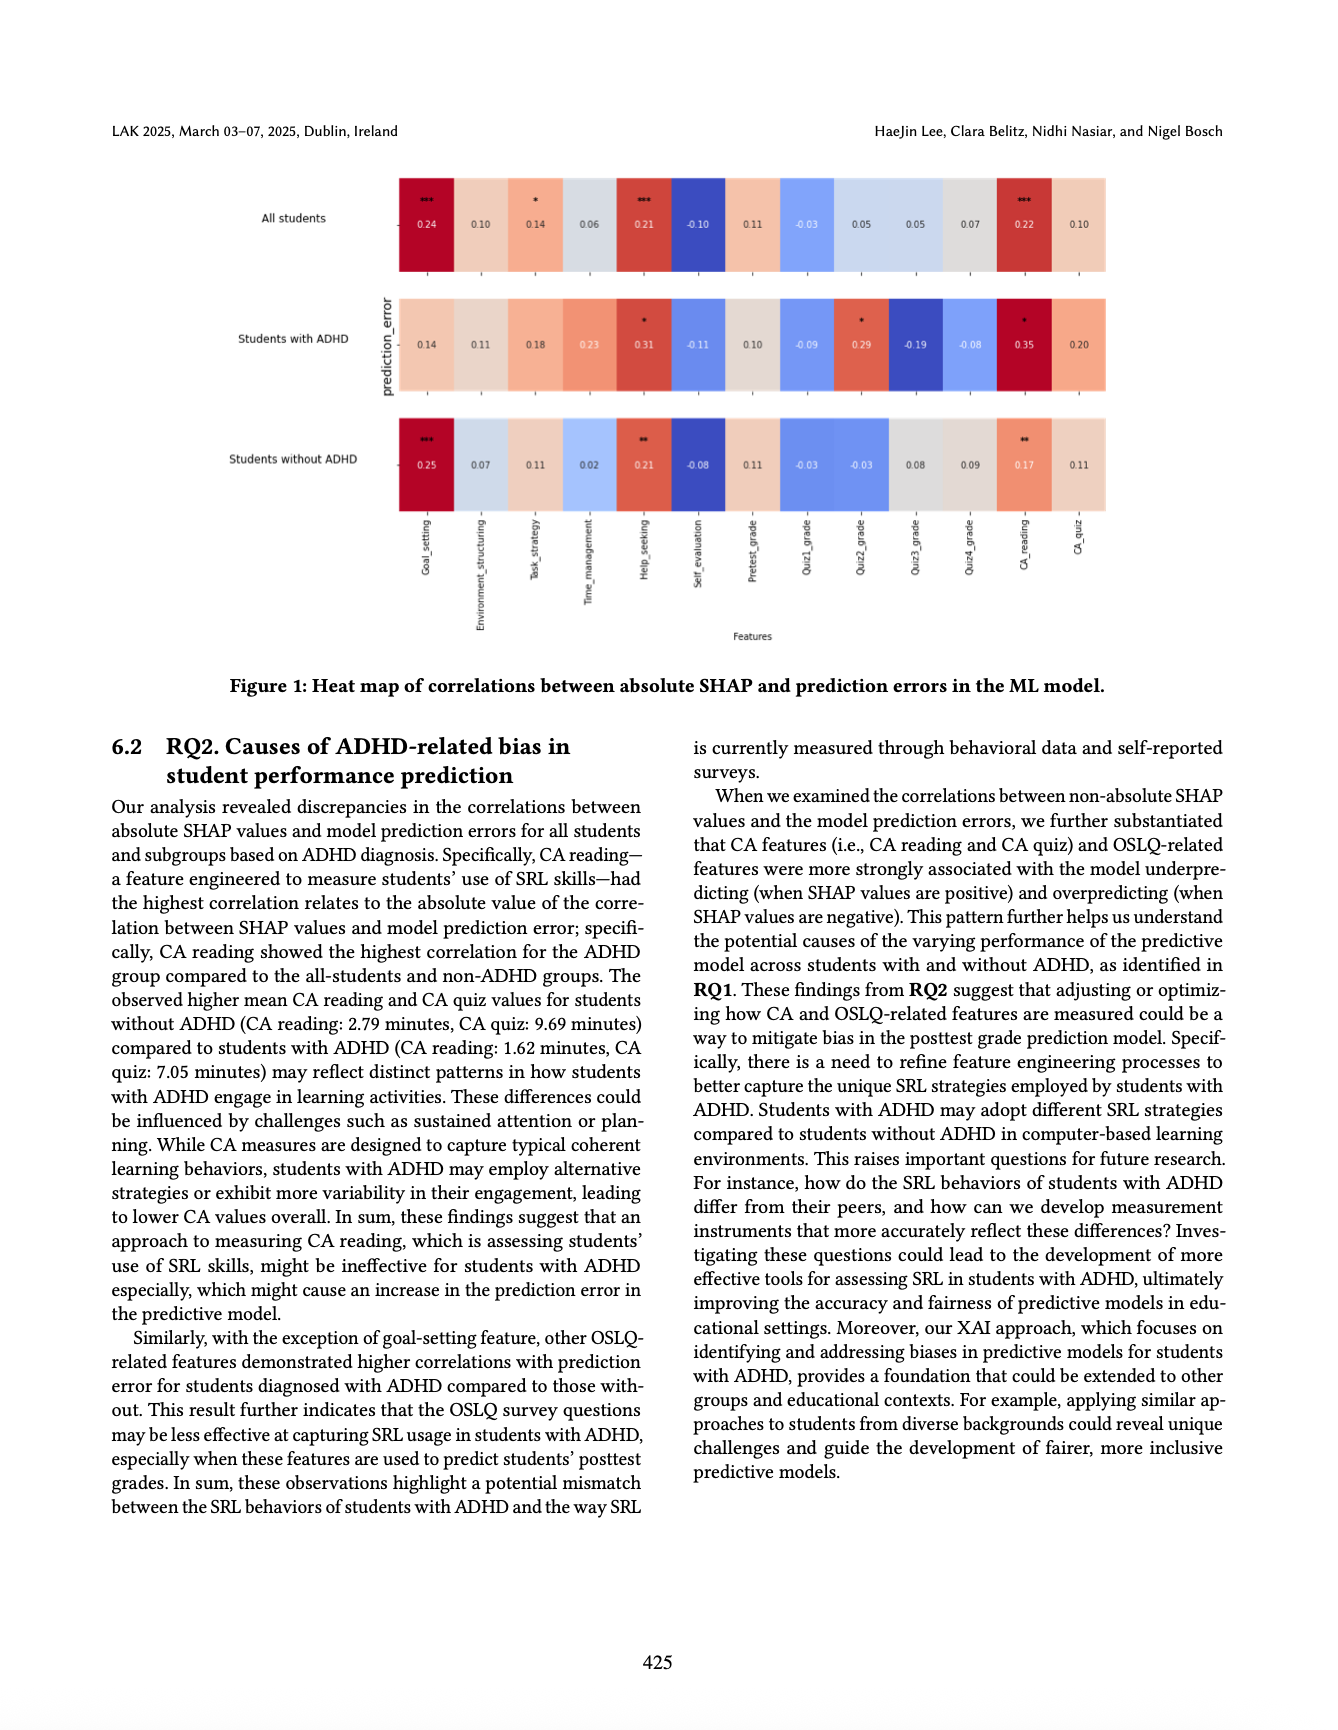 LAK 2025, March 03–07, 2025, Dublin, Ireland
HaeJin Lee, Clara Belitz, Nidhi Nasiar, and Nigel Bosch
All students
*** * *** ***
0.24 0.10 0.14 0.06 0.21 -0.10 0.11 -0.03 0.05 0.05 0.07 0.22 0.10
prediction_error
Students with ADHD
* * *
0.14 0.11 0.18 0.23 0.31 -0.11 0.10 -0.09 0.29 -0.19 -0.08 0.35 0.20
Students without ADHD
*** ** **
0.25 0.07 0.11 0.02 0.21 -0.08 0.11 -0.03 -0.03 0.08 0.09 0.17 0.11
Goal_setting
Environment_structuring
Task_strategy
Time_management
Help_seeking
Self_evaluation
Pretest_grade
Quiz1_grade
Quiz2_grade
Quiz3_grade
Quiz4_grade
CA_reading
CA_quiz
Features
Figure 1: Heat map of correlations between absolute SHAP and prediction errors in the ML model.
6.2 RQ2. Causes of ADHD-related bias in
student performance prediction
Our analysis revealed discrepancies in the correlations between
absolute SHAP values and model prediction errors for all students
and subgroups based on ADHD diagnosis. Specifically, CA reading—
a feature engineered to measure students’ use of SRL skills—had
the highest correlation relates to the absolute value of the corre-
lation between SHAP values and model prediction error; specifi-
cally, CA reading showed the highest correlation for the ADHD
group compared to the all-students and non-ADHD groups. The
observed higher mean CA reading and CA quiz values for students
without ADHD (CA reading: 2.79 minutes, CA quiz: 9.69 minutes)
compared to students with ADHD (CA reading: 1.62 minutes, CA
quiz: 7.05 minutes) may reflect distinct patterns in how students
with ADHD engage in learning activities. These differences could
be influenced by challenges such as sustained attention or plan-
ning. While CA measures are designed to capture typical coherent
learning behaviors, students with ADHD may employ alternative
strategies or exhibit more variability in their engagement, leading
to lower CA values overall. In sum, these findings suggest that an
approach to measuring CA reading, which is assessing students’
use of SRL skills, might be ineffective for students with ADHD
especially, which might cause an increase in the prediction error in
the predictive model.
Similarly, with the exception of goal-setting feature, other OSLQ-
related features demonstrated higher correlations with prediction
error for students diagnosed with ADHD compared to those with-
out. This result further indicates that the OSLQ survey questions
may be less effective at capturing SRL usage in students with ADHD,
especially when these features are used to predict students’ posttest
grades. In sum, these observations highlight a potential mismatch
between the SRL behaviors of students with ADHD and the way SRL
is currently measured through behavioral data and self-reported
surveys.
When we examined the correlations between non-absolute SHAP
values and the model prediction errors, we further substantiated
that CA features (i.e., CA reading and CA quiz) and OSLQ-related
features were more strongly associated with the model underpre-
dicting (when SHAP values are positive) and overpredicting (when
SHAP values are negative). This pattern further helps us understand
the potential causes of the varying performance of the predictive
model across students with and without ADHD, as identified in
RQ1. These findings from RQ2 suggest that adjusting or optimiz-
ing how CA and OSLQ-related features are measured could be a
way to mitigate bias in the posttest grade prediction model. Specif-
ically, there is a need to refine feature engineering processes to
better capture the unique SRL strategies employed by students with
ADHD. Students with ADHD may adopt different SRL strategies
compared to students without ADHD in computer-based learning
environments. This raises important questions for future research.
For instance, how do the SRL behaviors of students with ADHD
differ from their peers, and how can we develop measurement
instruments that more accurately reflect these differences? Inves-
tigating these questions could lead to the development of more
effective tools for assessing SRL in students with ADHD, ultimately
improving the accuracy and fairness of predictive models in edu-
cational settings. Moreover, our XAI approach, which focuses on
identifying and addressing biases in predictive models for students
with ADHD, provides a foundation that could be extended to other
groups and educational contexts. For example, applying similar ap-
proaches to students from diverse backgrounds could reveal unique
challenges and guide the development of fairer, more inclusive
predictive models.
425